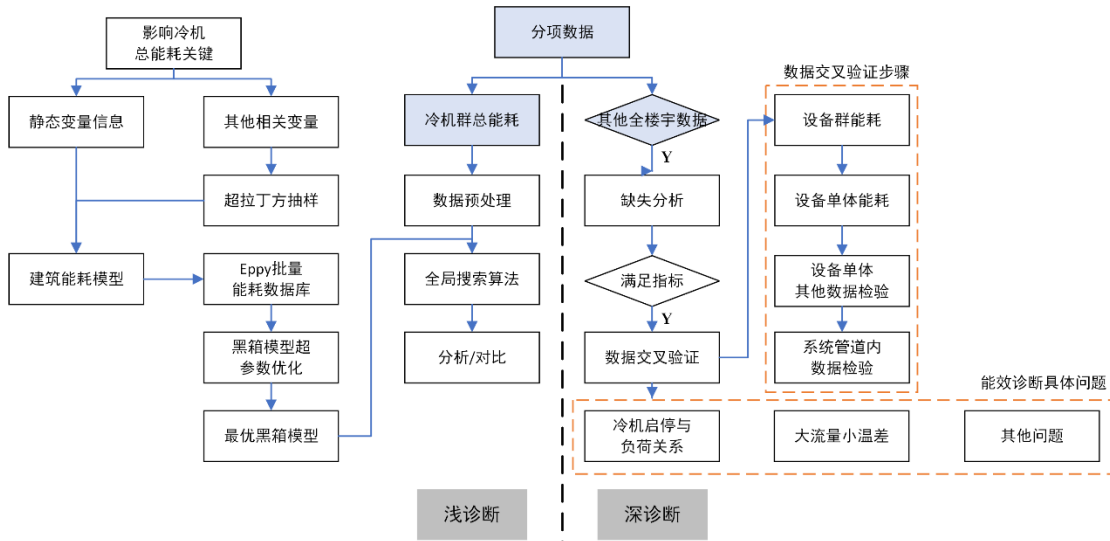 影响冷机
总能耗关键
静态变量信息
其他相关变量
超拉丁方抽样
建筑能耗模型
Eppy批量
能耗数据库
黑箱模型超
参数优化
最优黑箱模型
分项数据
冷机群总能耗
数据预处理
全局搜索算法
分析/对比
其他全楼宇数据
Y
缺失分析
满足指标
Y
数据交叉验证
数据交叉验证步骤
设备群能耗
设备单体能耗
设备单体
其他数据检验
系统管道内
数据检验
能效诊断具体问题
冷机启停与
负荷关系
大流量小温差
其他问题
浅诊断
深诊断